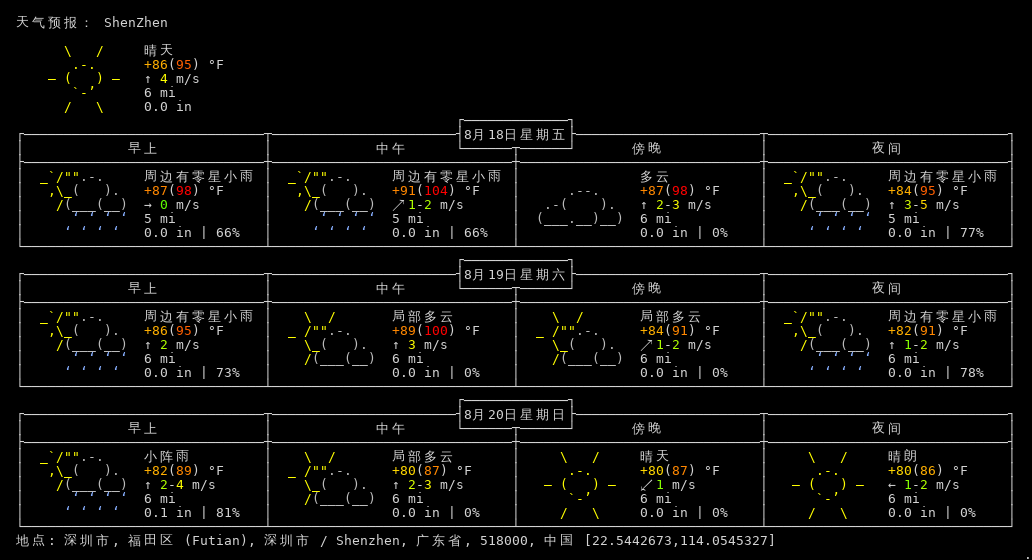 天气预报： ShenZhen
晴天
+86(95) °F
↑ 4 m/s
6 mi
0.0 in
8月18日星期五
早上 中午 傍晚 夜间
周边有零星小雨 周边有零星小雨 多云 周边有零星小雨
+87(98) °F +91(104) °F +87(98) °F +84(95) °F
→ 0 m/s ↗ 1-2 m/s ↑ 2-3 m/s ↑ 3-5 m/s
5 mi 5 mi 6 mi 5 mi
0.0 in | 66% 0.0 in | 66% 0.0 in | 0% 0.0 in | 77%
8月19日星期六
早上 中午 傍晚 夜间
周边有零星小雨 局部多云 局部多云 周边有零星小雨
+86(95) °F +89(100) °F +84(91) °F +82(91) °F
↑ 2 m/s ↑ 3 m/s ↗ 1-2 m/s ↑ 1-2 m/s
6 mi 6 mi 6 mi 6 mi
0.0 in | 73% 0.0 in | 0% 0.0 in | 0% 0.0 in | 78%
8月20日星期日
早上 中午 傍晚 夜间
小阵雨 局部多云 晴天 晴朗
+82(89) °F +80(87) °F +80(87) °F +80(86) °F
↑ 2-4 m/s ↑ 2-3 m/s ↙ 1 m/s ← 1-2 m/s
6 mi 6 mi 6 mi 6 mi
0.1 in | 81% 0.0 in | 0% 0.0 in | 0% 0.0 in | 0%
地点: 深圳市, 福田区 (Futian), 深圳市 / Shenzhen, 广东省, 518000, 中国 [22.5442673,114.0545327]